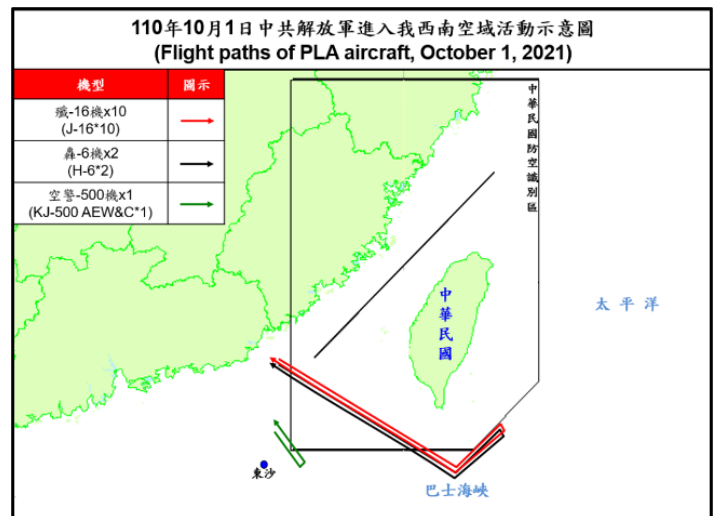 110年10月1日中共解放軍進入我西南空域活動示意圖
(Flight paths of PLA aircraft, October 1, 2021)
機型 圖示
殲-16機x10
(J-16*10)
轟-6機x2
(H-6*2)
空警-500機x1
(KJ-500 AEW&C*1)
中華民國防空識別區
中華民國
太平洋
東沙
巴士海峽